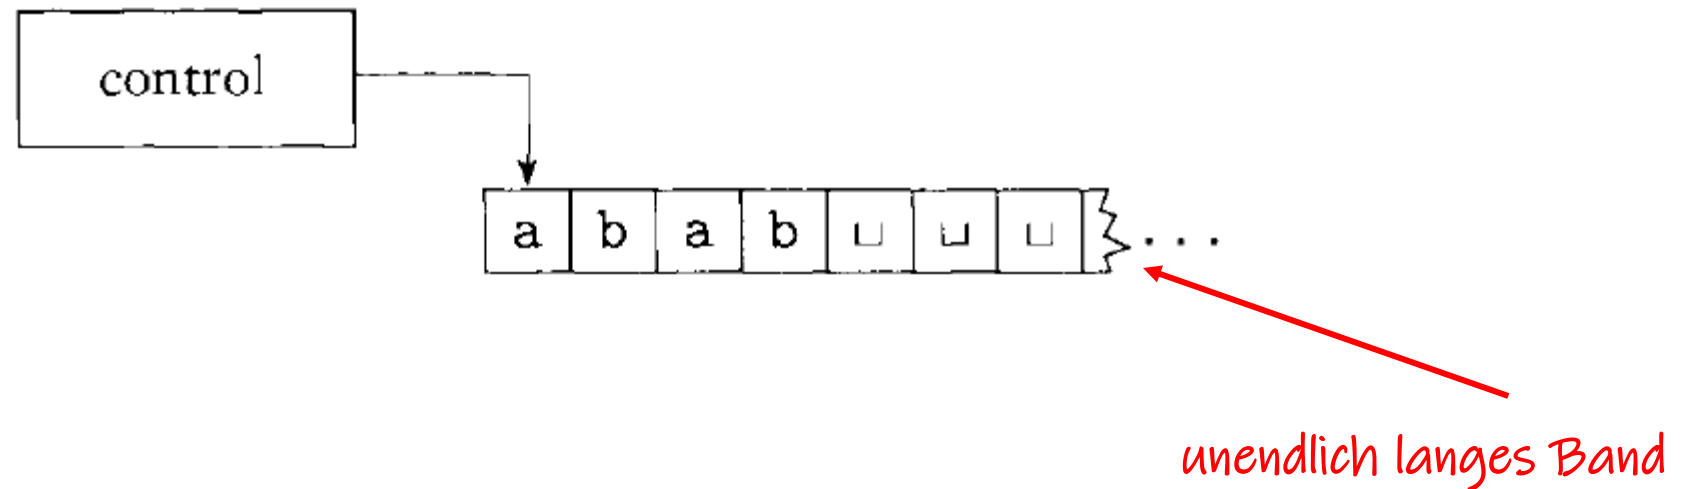 control
a b a b ⊔ ⊔ ⊔ . . .
unendlich langes Band